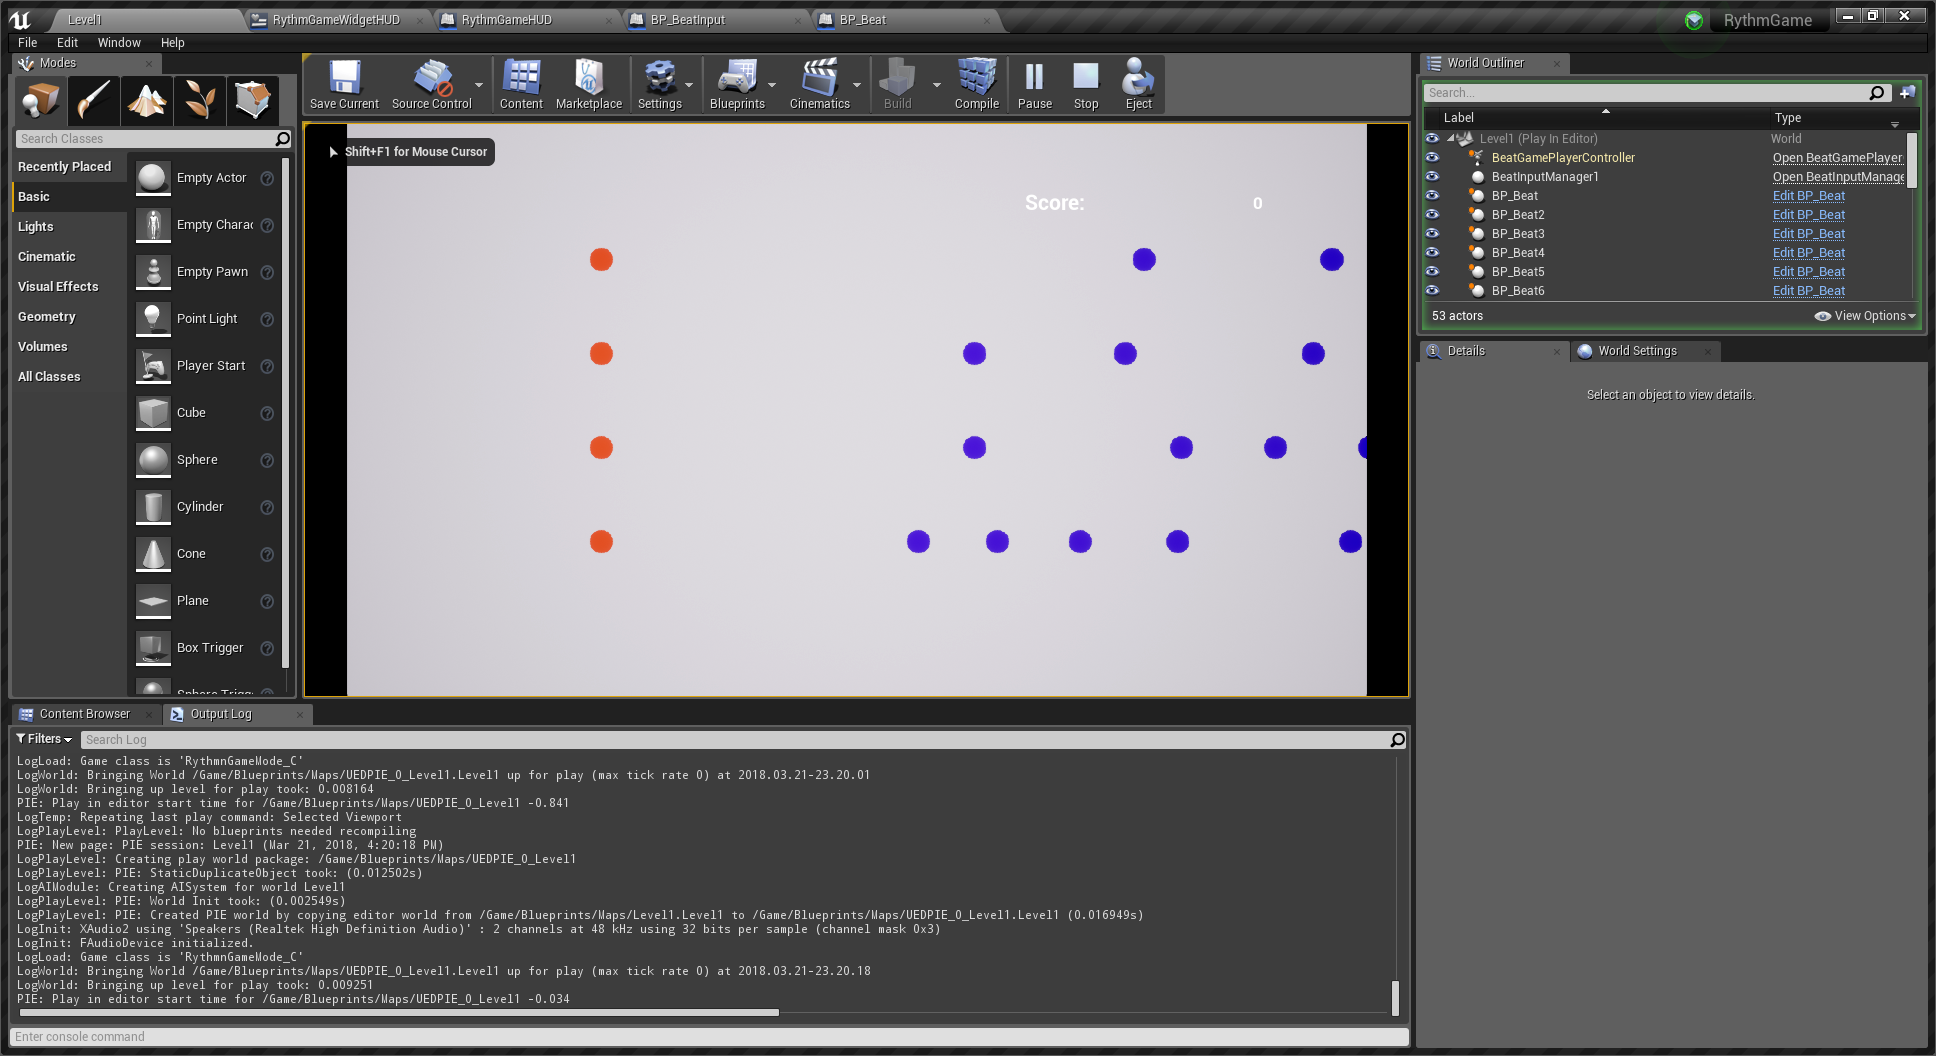 Level1
RythmGameWidgetHUD
RythmGameHUD
BP_BeatInput
BP_Beat
RythmGame
File Edit Window Help
Modes
Search Classes
Recently Placed
Basic
Lights
Cinematic
Visual Effects
Geometry
Volumes
All Classes
Empty Actor
Empty Charac
Empty Pawn
Point Light
Player Start
Cube
Sphere
Cylinder
Cone
Plane
Box Trigger
Sphere Trigg
Save Current
Source Control
Content
Marketplace
Settings
Blueprints
Cinematics
Build
Compile
Pause
Stop
Eject
Shift+F1 for Mouse Cursor
Score: 0
World Outliner
Search...
Label Type
Level1 (Play In Editor) World
BeatGamePlayerController Open BeatGamePlayer
BeatInputManager1 Open BeatInputManage
BP_Beat Edit BP_Beat
BP_Beat2 Edit BP_Beat
BP_Beat3 Edit BP_Beat
BP_Beat4 Edit BP_Beat
BP_Beat5 Edit BP_Beat
BP_Beat6 Edit BP_Beat
53 actors View Options
Details World Settings
Select an object to view details.
Content Browser Output Log
Filters Search Log
LogLoad: Game class is 'RythmnGameMode_C'
LogWorld: Bringing World /Game/Blueprints/Maps/UEDPIE_0_Level1.Level1 up for play (max tick rate 0) at 2018.03.21-23.20.01
LogWorld: Bringing up level for play took: 0.008164
PIE: Play in editor start time for /Game/Blueprints/Maps/UEDPIE_0_Level1 -0.841
LogTemp: Repeating last play command: Selected Viewport
LogPlayLevel: PlayLevel: No blueprints needed recompiling
PIE: New page: PIE session: Level1 (Mar 21, 2018, 4:20:18 PM)
LogPlayLevel: Creating play world package: /Game/Blueprints/Maps/UEDPIE_0_Level1
LogPlayLevel: PIE: StaticDuplicateObject took: (0.012502s)
LogAIModule: Creating AISystem for world Level1
LogPlayLevel: PIE: World Init took: (0.002549s)
LogPlayLevel: PIE: Created PIE world by copying editor world from /Game/Blueprints/Maps/Level1.Level1 to /Game/Blueprints/Maps/UEDPIE_0_Level1.Level1 (0.016949s)
LogInit: XAudio2 using 'Speakers (Realtek High Definition Audio)' : 2 channels at 48 kHz using 32 bits per sample (channel mask 0x3)
LogInit: FAudioDevice initialized.
LogLoad: Game class is 'RythmnGameMode_C'
LogWorld: Bringing World /Game/Blueprints/Maps/UEDPIE_0_Level1.Level1 up for play (max tick rate 0) at 2018.03.21-23.20.18
LogWorld: Bringing up level for play took: 0.009251
PIE: Play in editor start time for /Game/Blueprints/Maps/UEDPIE_0_Level1 -0.034
Enter console command